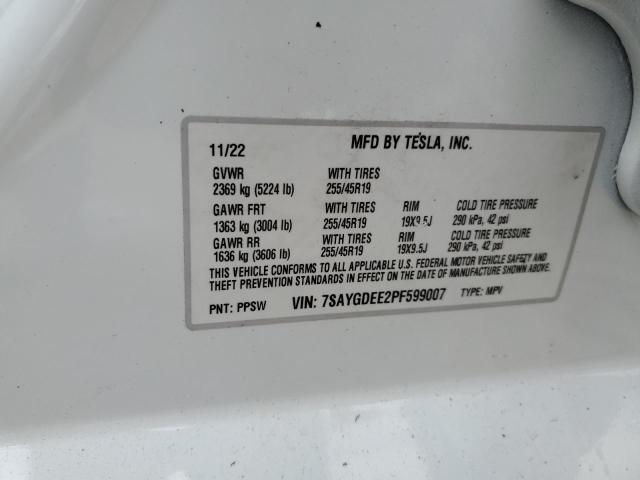 11/22 MFD BY TESLA, INC.
GVWR WITH TIRES
2369 kg (5224 lb) 255/45R19
GAWR FRT WITH TIRES RIM COLD TIRE PRESSURE
1363 kg (3004 lb) 255/45R19 19X9.5J 290 kPa, 42 psi
GAWR RR WITH TIRES RIM COLD TIRE PRESSURE
1636 kg (3606 lb) 255/45R19 19X9.5J 290 kPa, 42 psi
THIS VEHICLE CONFORMS TO ALL APPLICABLE U.S. FEDERAL MOTOR VEHICLE SAFETY AND
THEFT PREVENTION STANDARDS IN EFFECT ON THE DATE OF MANUFACTURE SHOWN ABOVE.
PNT: PPSW VIN: 7SAYGDEE2PF599007 TYPE: MPV